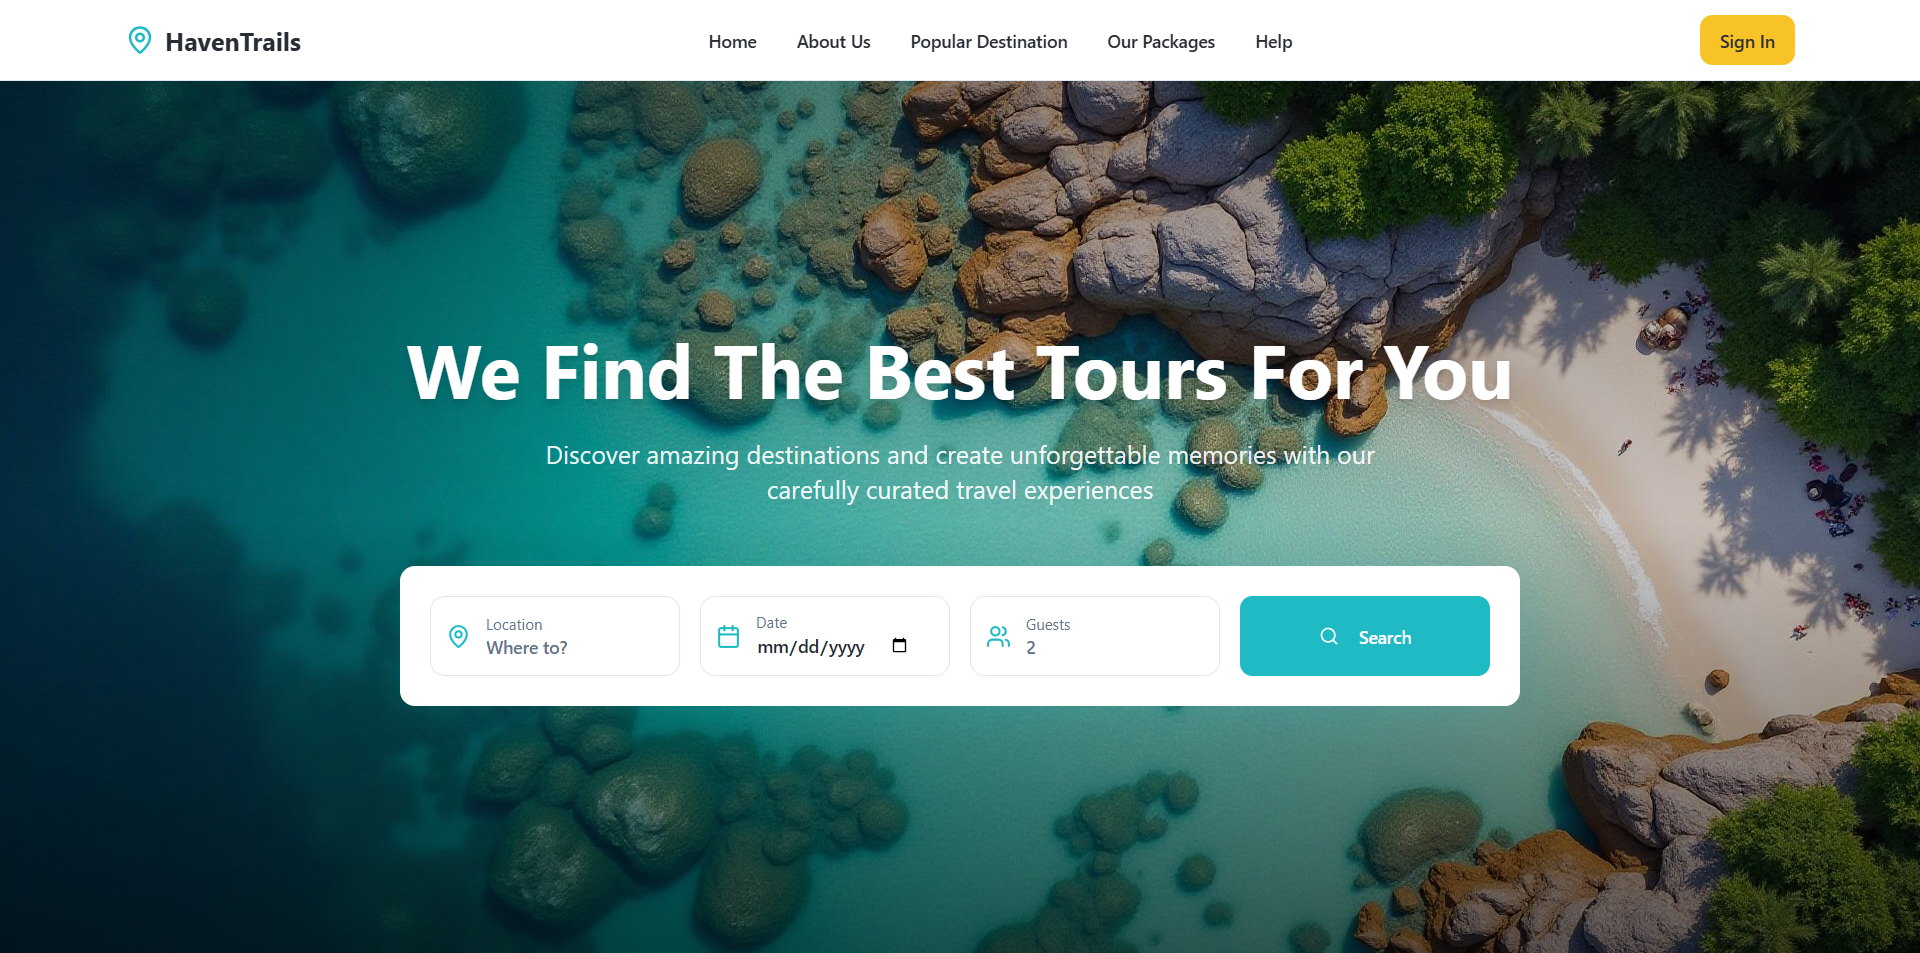 HavenTrails
Home
About Us
Popular Destination
Our Packages
Help
Sign In
We Find The Best Tours For You
Discover amazing destinations and create unforgettable memories with our
carefully curated travel experiences
Location
Where to?
Date
mm/dd/yyyy
Guests
2
Search